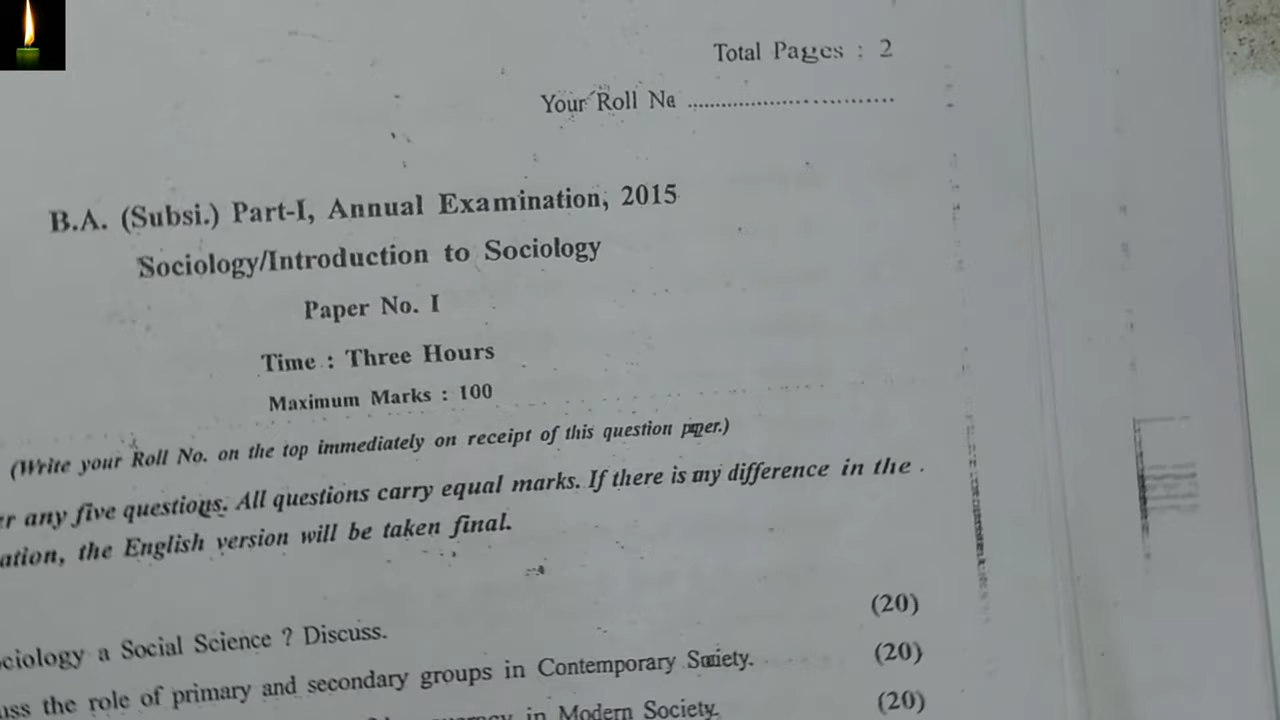 Total Pages : 2
Your Roll No ..................................
B.A. (Subsi.) Part-I, Annual Examination, 2015
Sociology/Introduction to Sociology
Paper No. I
Time : Three Hours
Maximum Marks : 100
(Write your Roll No. on the top immediately on receipt of this question paper.)
er any five questions. All questions carry equal marks. If there is any difference in the
ation, the English version will be taken final.
ciology a Social Science ? Discuss. (20)
uss the role of primary and secondary groups in Contemporary Society. (20)
in Modern Society. (20)